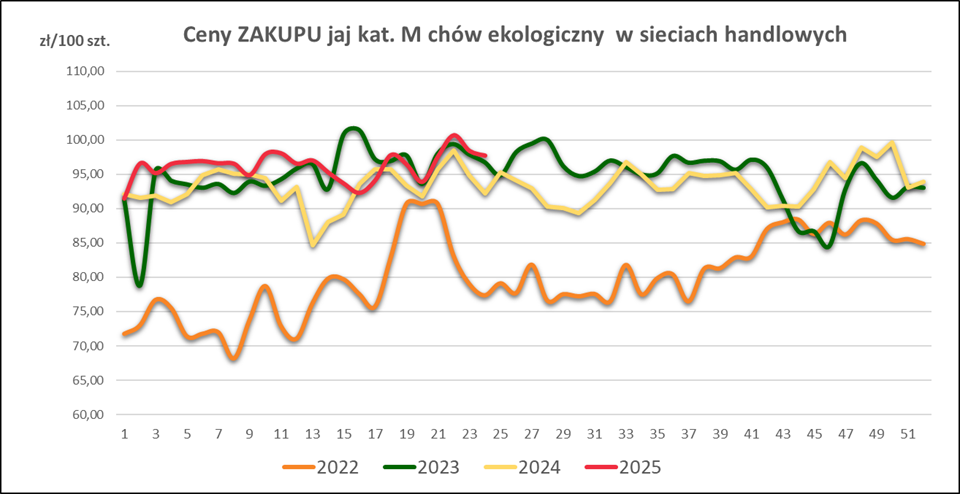 Ceny ZAKUPU jaj kat. M chów ekologiczny w sieciach handlowych
zł/100 szt.
110,00
105,00
100,00
95,00
90,00
85,00
80,00
75,00
70,00
65,00
60,00
1 3 5 7 9 11 13 15 17 19 21 23 25 27 29 31 33 35 37 39 41 43 45 47 49 51
2022 2023 2024 2025